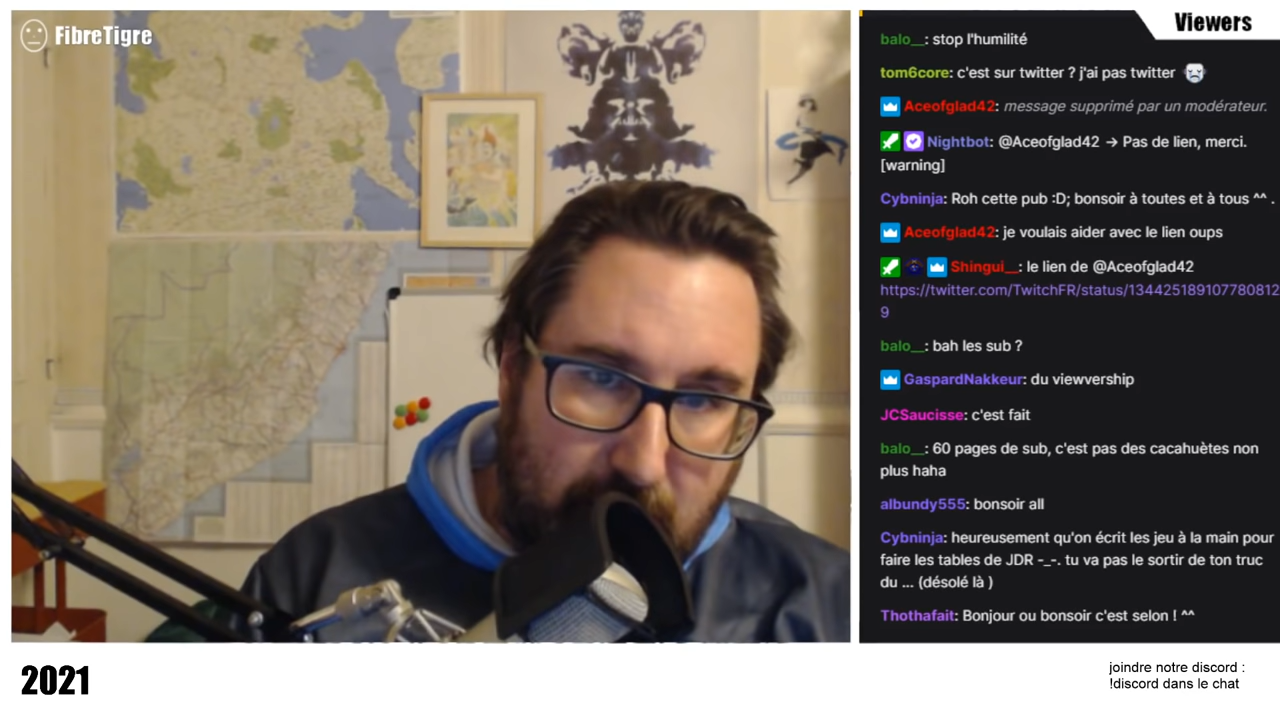 FibreTigre
Viewers
balo__: stop l'humilité
tom6core: c'est sur twitter ? j'ai pas twitter
Aceofglad42: message supprimé par un modérateur.
Nightbot: @Aceofglad42 → Pas de lien, merci.
[warning]
Cybninja: Roh cette pub :D; bonsoir à toutes et à tous ^^ .
Aceofglad42: je voulais aider avec le lien oups
Shingui__: le lien de @Aceofglad42
https://twitter.com/TwitchFR/status/134425189107780812
9
balo__: bah les sub ?
GaspardNakkeur: du viewvership
JCSaucisse: c'est fait
balo__: 60 pages de sub, c'est pas des cacahuètes non
plus haha
albundy555: bonsoir all
Cybninja: heureusement qu'on écrit les jeu à la main pour
faire les tables de JDR -_-. tu va pas le sortir de ton truc
du ... (désolé là )
Thothafait: Bonjour ou bonsoir c'est selon ! ^^
2021
joindre notre discord :
!discord dans le chat